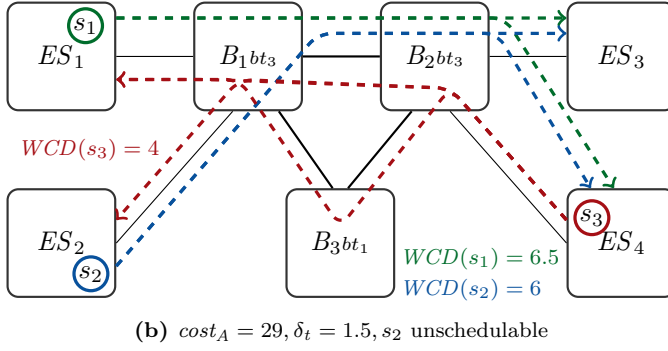 s₁
ES₁ B₁bt₃ B₂bt₃ ES₃
WCD(s₃) = 4
s₃
ES₂ B₃bt₁ ES₄
s₂
WCD(s₁) = 6.5
WCD(s₂) = 6
(b) cost_A = 29, δₜ = 1.5, s₂ unschedulable